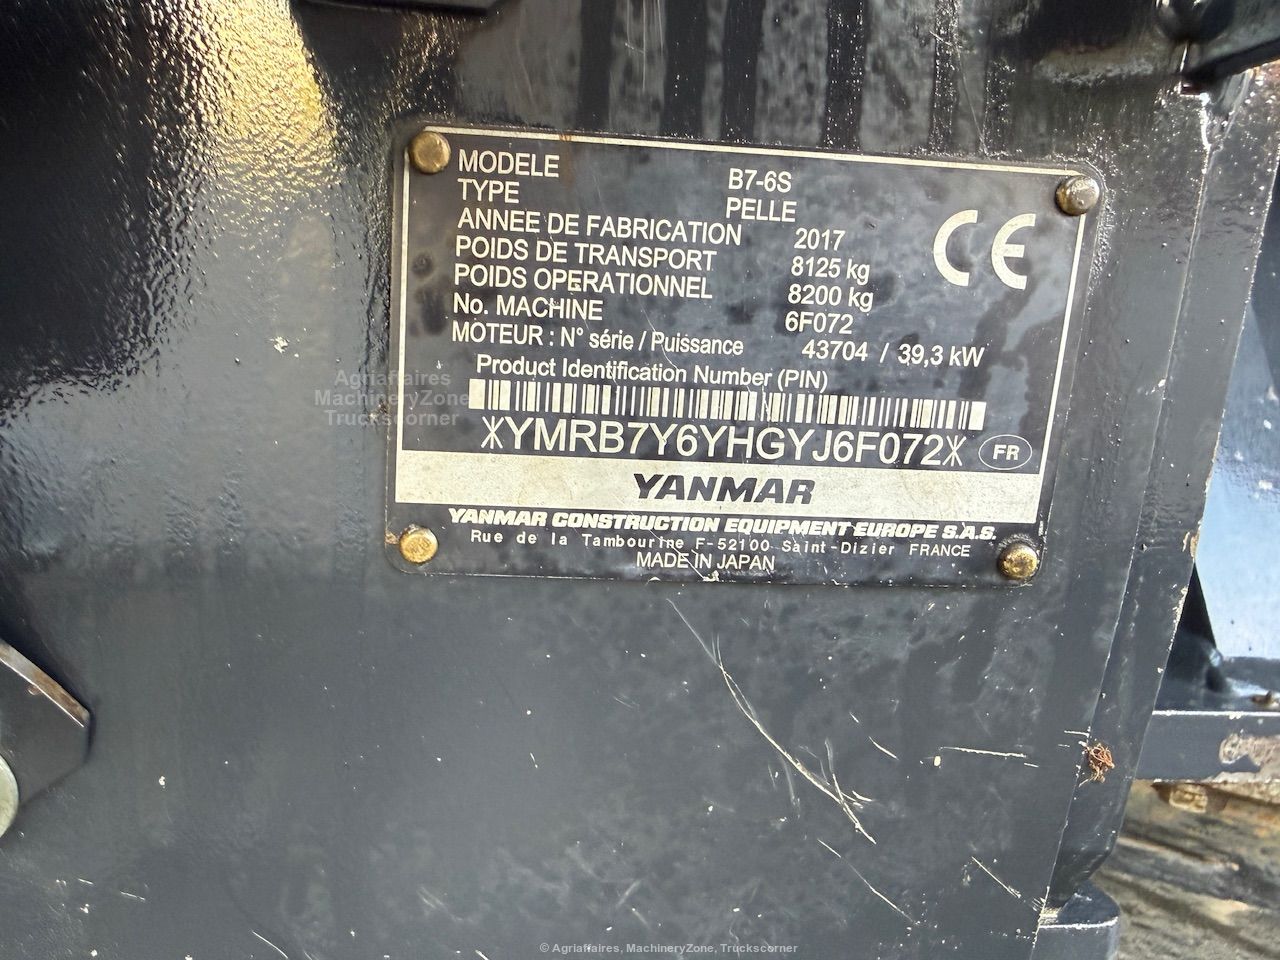 MODELE B7-6S
TYPE PELLE
ANNEE DE FABRICATION 2017
POIDS DE TRANSPORT 8125 kg
POIDS OPERATIONNEL 8200 kg
No. MACHINE 6F072
MOTEUR : N° série / Puissance 43704 / 39,3 kW
Product Identification Number (PIN)
*YMRB7Y6YHGYJ6F072*
FR
YANMAR
YANMAR CONSTRUCTION EQUIPMENT EUROPE S.A.S.
Rue de la Tambourine F-52100 Saint-Dizier FRANCE
MADE IN JAPAN
CE
Agriaffaires
MachineryZone
Truckscorner
© Agriaffaires, MachineryZone, Truckscorner